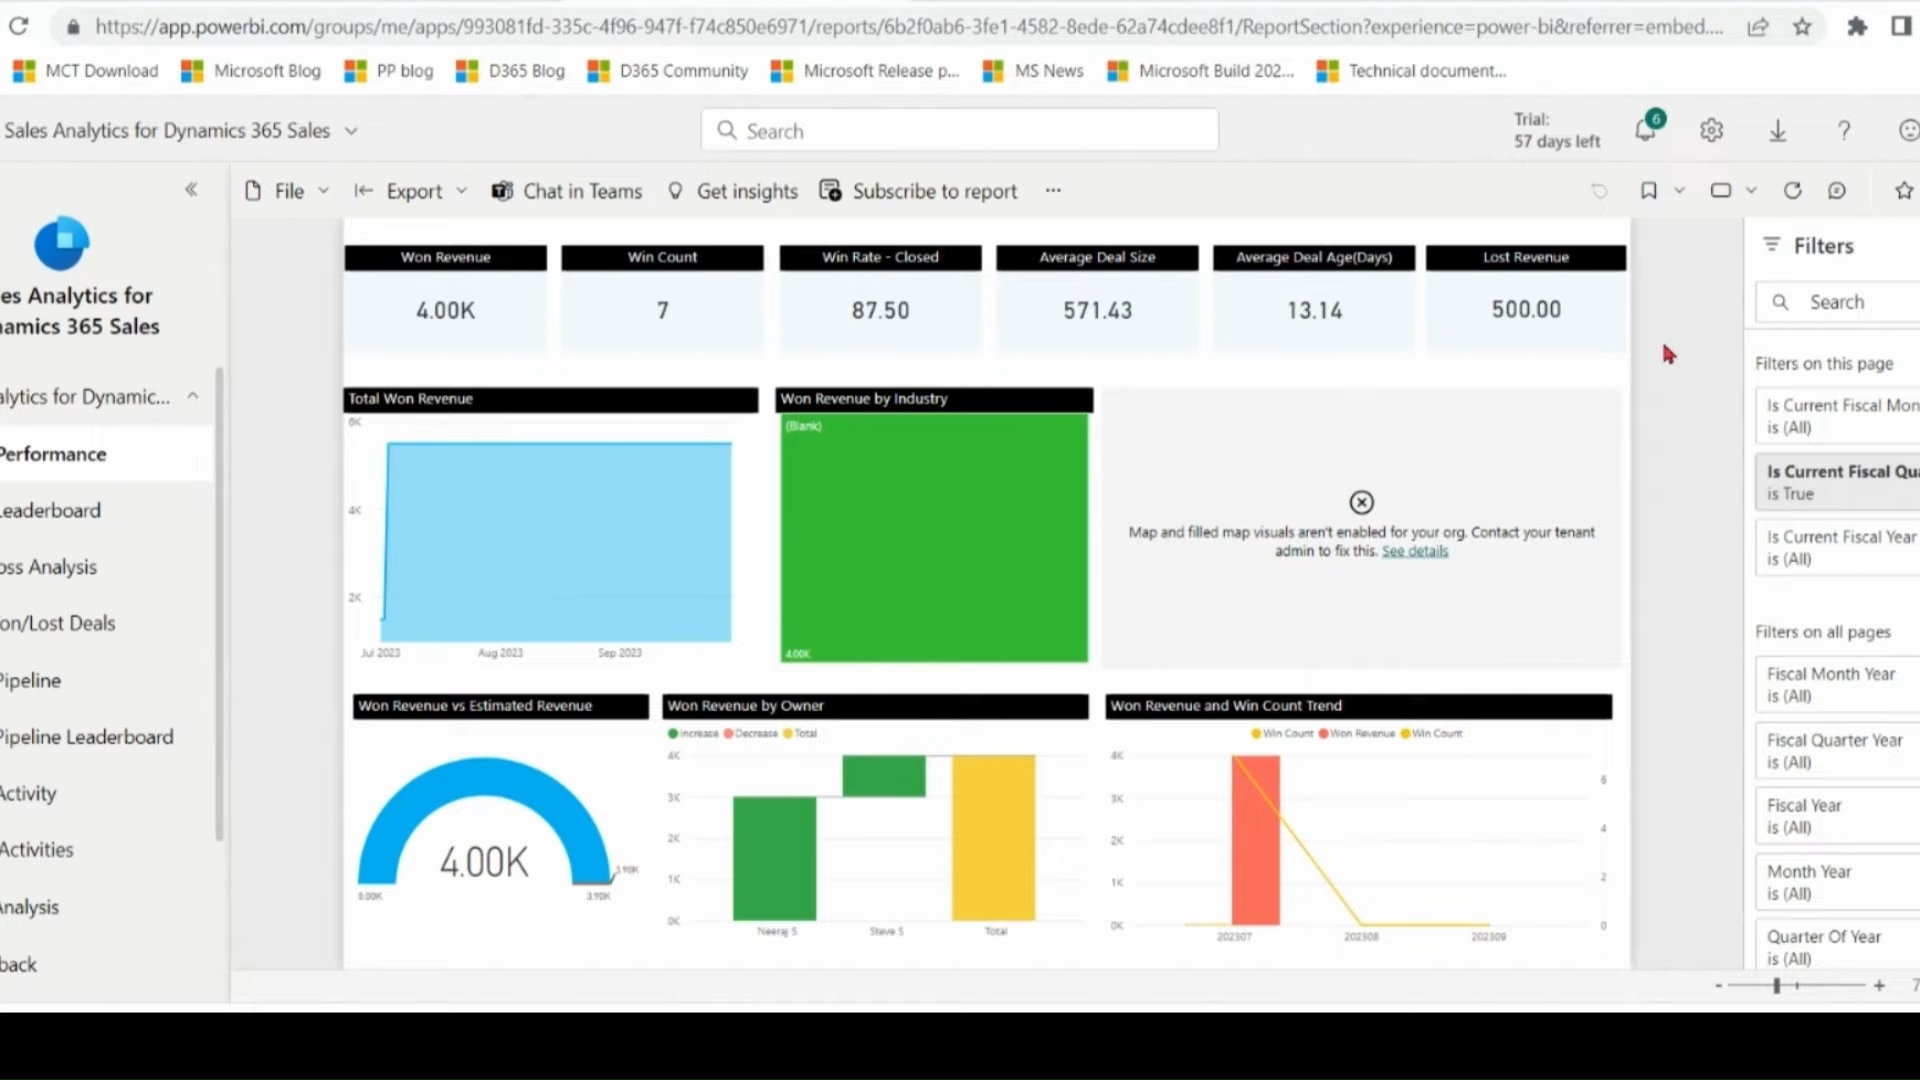 https://app.powerbi.com/groups/me/apps/993081fd-335c-4f96-947f-f74c850e6971/reports/6b2f0ab6-3fe1-4582-8ede-62a74cdee8f1/ReportSection?experience=power-bi&referrer=embed....
MCT Download
Microsoft Blog
PP blog
D365 Blog
D365 Community
Microsoft Release p...
MS News
Microsoft Build 202...
Technical document...
Sales Analytics for Dynamics 365 Sales
Search
Trial:
57 days left
6
?
File
Export
Chat in Teams
Get insights
Subscribe to report
...
es Analytics for
namics 365 Sales
alytics for Dynamic...
Performance
Leaderboard
oss Analysis
on/Lost Deals
Pipeline
Pipeline Leaderboard
Activity
Activities
Analysis
back
Won Revenue
4.00K
Win Count
7
Win Rate - Closed
87.50
Average Deal Size
571.43
Average Deal Age(Days)
13.14
Lost Revenue
500.00
Total Won Revenue
6K
4K
2K
Jul 2023
Aug 2023
Sep 2023
Won Revenue by Industry
(Blank)
4.00K
Map and filled map visuals aren't enabled for your org. Contact your tenant
admin to fix this. See details
Won Revenue vs Estimated Revenue
4.00K
3.90K
0.00K
3.90K
Won Revenue by Owner
Increase Decrease Total
4K
3K
2K
1K
0K
Neeraj S
Steve S
Total
Won Revenue and Win Count Trend
Win Count Won Revenue Win Count
4K
3K
2K
1K
0K
6
4
2
0
202307
202308
202309
Filters
Search
Filters on this page
Is Current Fiscal Mon
is (All)
Is Current Fiscal Qua
is True
Is Current Fiscal Year
is (All)
Filters on all pages
Fiscal Month Year
is (All)
Fiscal Quarter Year
is (All)
Fiscal Year
is (All)
Month Year
is (All)
Quarter Of Year
is (All)
- + 7